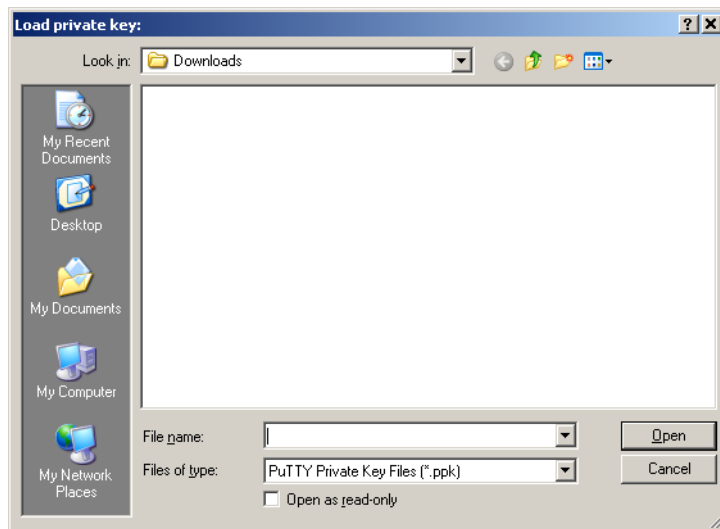 Load private key:
Look in:
Downloads
My Recent
Documents
Desktop
My Documents
My Computer
My Network
Places
File name:
Open
Files of type:
PuTTY Private Key Files (*.ppk)
Cancel
Open as read-only